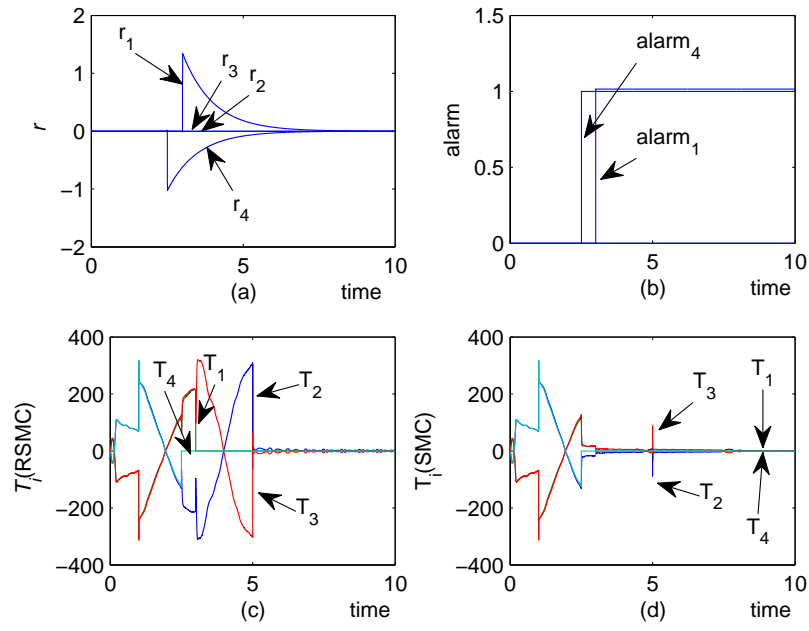 2
1
0
−1
−2
r
r1
r3
r2
r4
0
5
10
(a)
time
1.5
1
0.5
0
alarm
alarm4
alarm1
0
5
10
(b)
time
400
200
0
−200
−400
Ti(RSMC)
T4
T1
T2
T3
0
5
10
(c)
time
400
200
0
−200
−400
Ti(SMC)
T3
T1
T2
T4
0
5
10
(d)
time